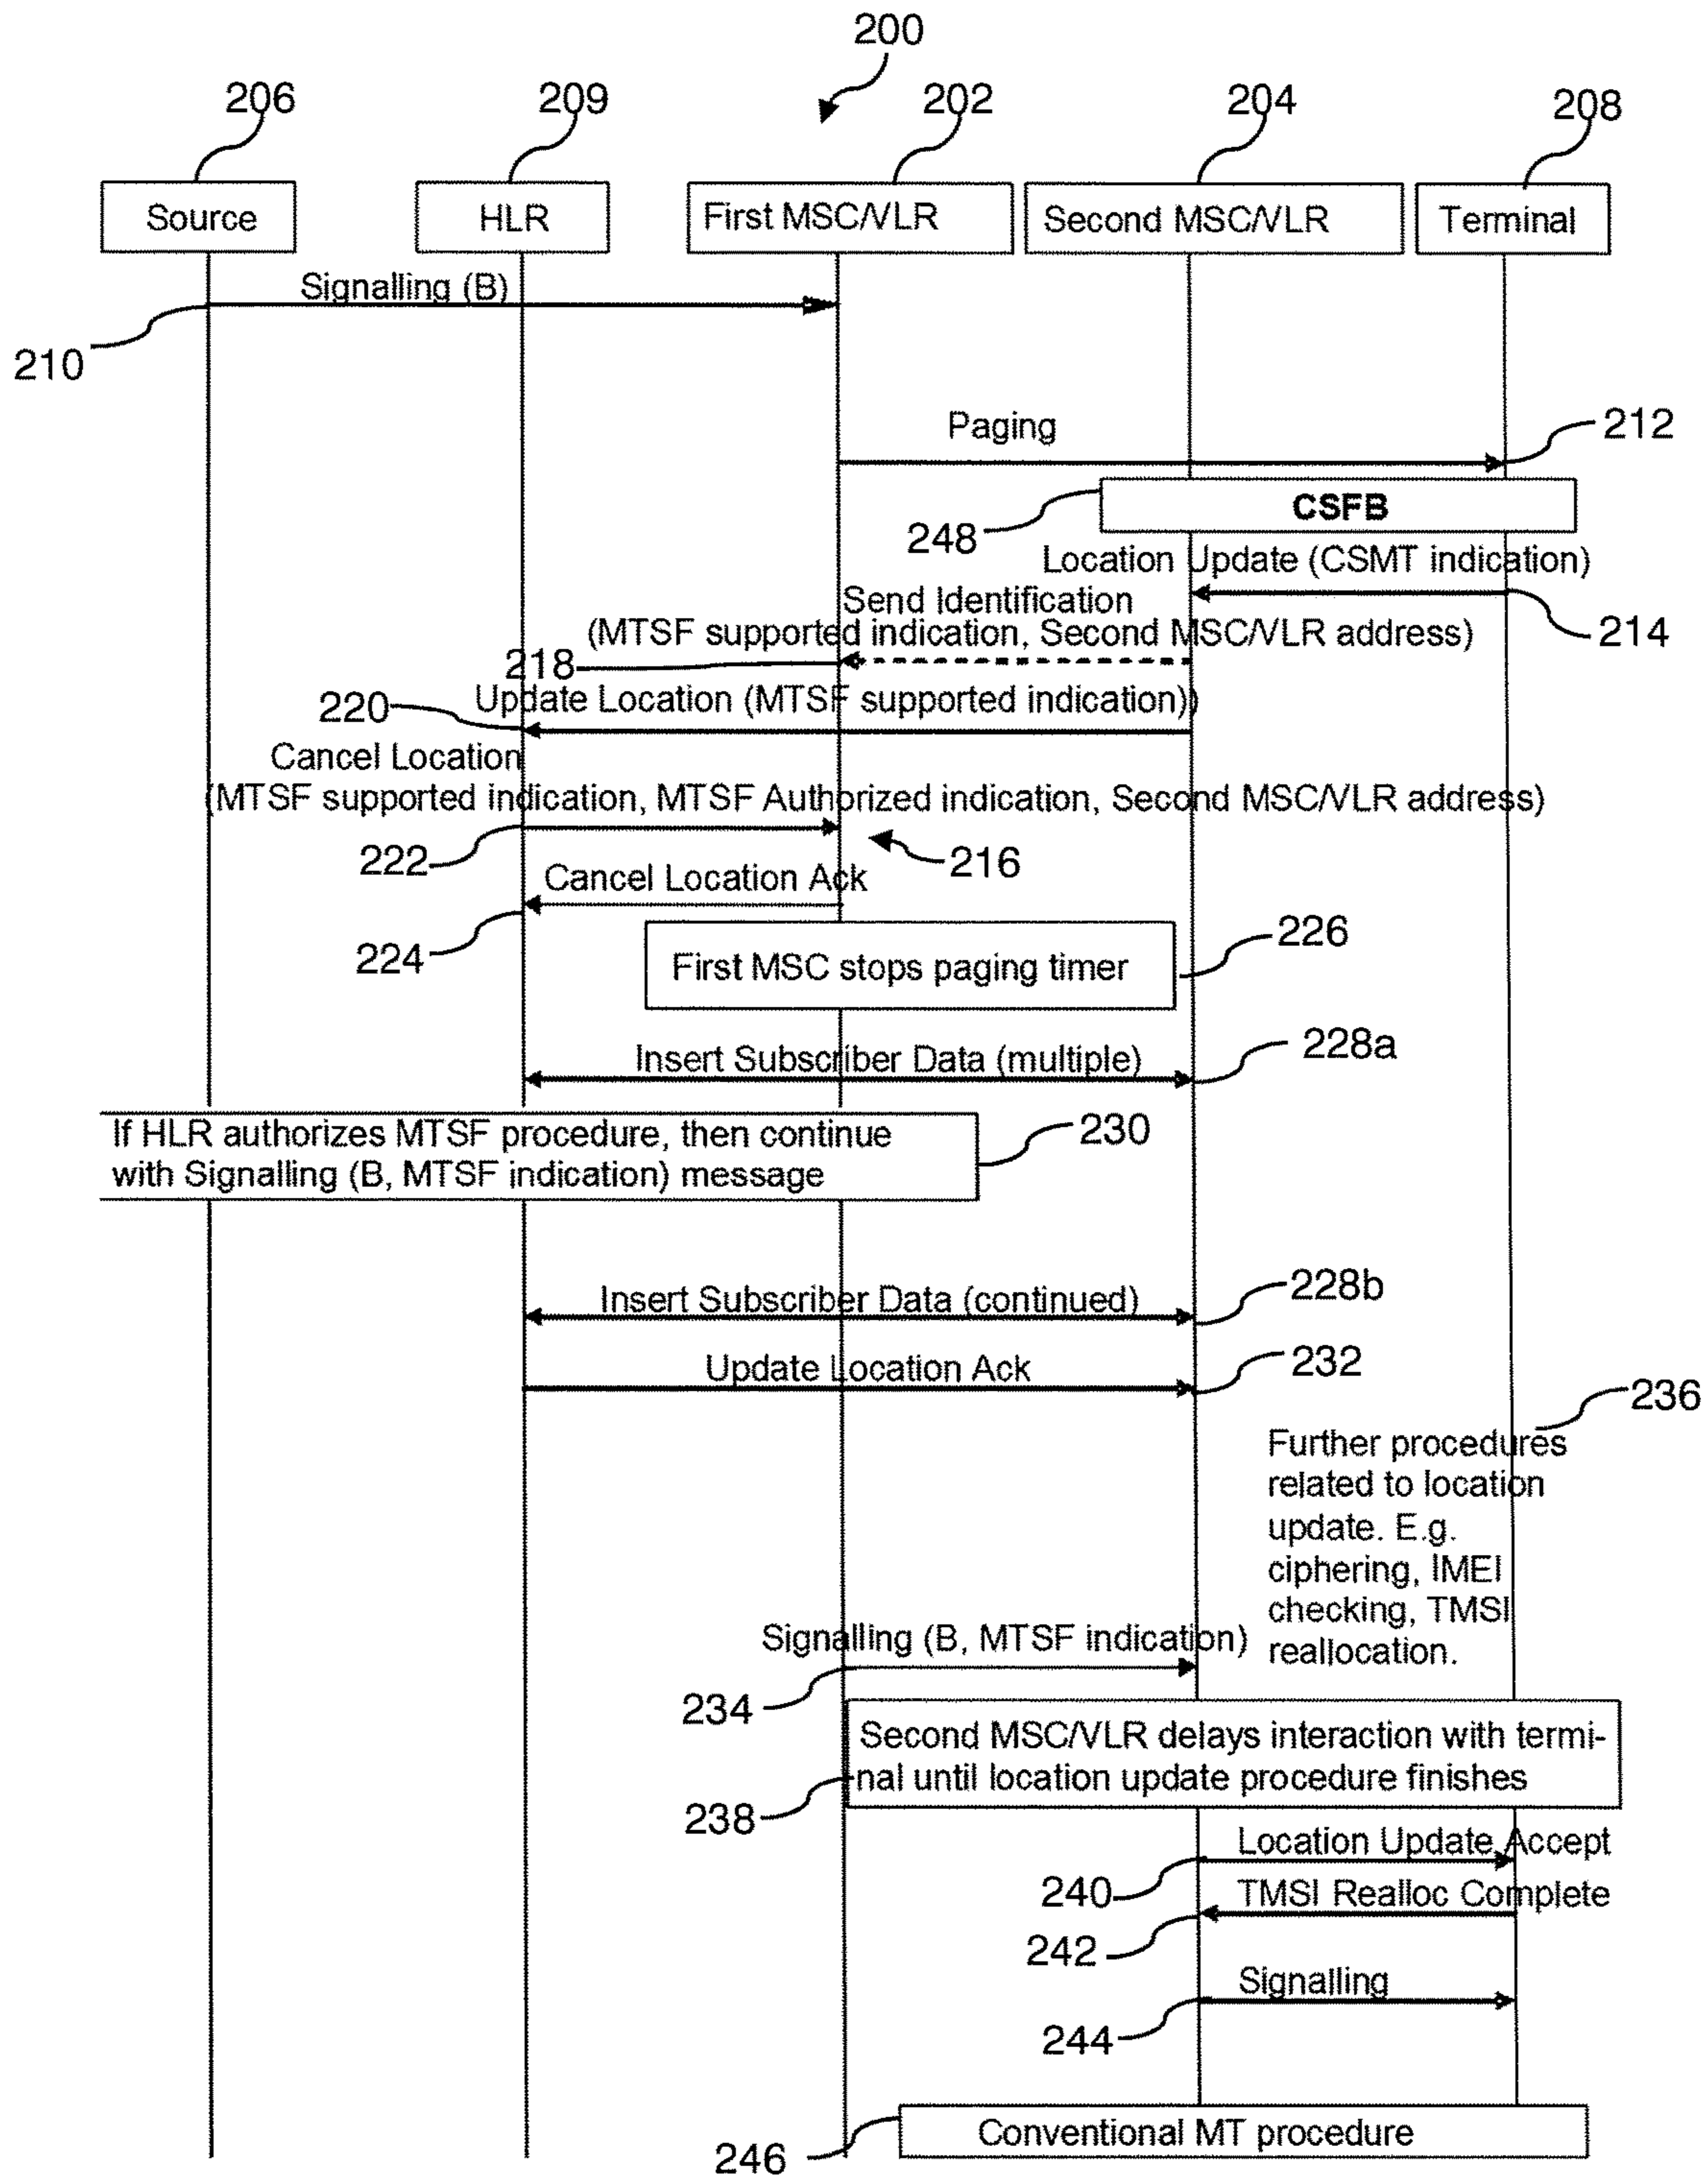 200
206
209
202
204
208
Source
HLR
First MSC/VLR
Second MSC/VLR
Terminal
Signalling (B)
210
Paging
212
CSFB
248
Location Update (CSMT indication)
Send Identification
(MTSF supported indication, Second MSC/VLR address)
214
218
Update Location (MTSF supported indication))
220
Cancel Location
(MTSF supported indication, MTSF Authorized indication, Second MSC/VLR address)
222
216
Cancel Location Ack
224
226
First MSC stops paging timer
228a
Insert Subscriber Data (multiple)
If HLR authorizes MTSF procedure, then continue
with Signalling (B, MTSF indication) message
230
228b
Insert Subscriber Data (continued)
Update Location Ack
232
236
Further procedures
related to location
update. E.g.
ciphering, IMEI
checking, TMSI
reallocation.
Signalling (B, MTSF indication)
234
Second MSC/VLR delays interaction with termi-
nal until location update procedure finishes
238
Location Update Accept
240
TMSI Realloc Complete
242
Signalling
244
Conventional MT procedure
246